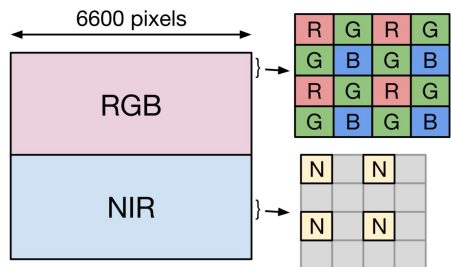 6600 pixels
RGB
NIR
}
}
R G R G
G B G B
R G R G
G B G B
N N
N N